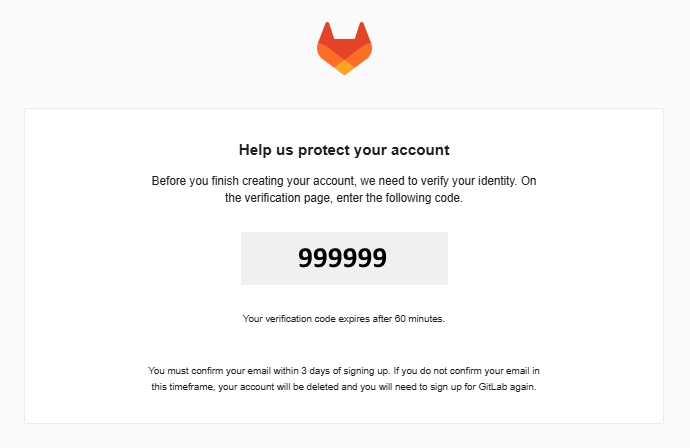 Help us protect your account
Before you finish creating your account, we need to verify your identity. On
the verification page, enter the following code.
999999
Your verification code expires after 60 minutes.
You must confirm your email within 3 days of signing up. If you do not confirm your email in
this timeframe, your account will be deleted and you will need to sign up for GitLab again.